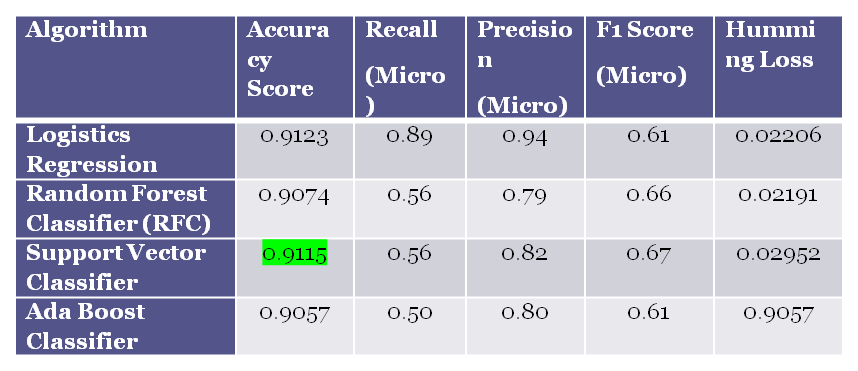 Algorithm Accura Recall Precisio F1 Score Hummi
cy (Micro n (Micro) ng Loss
Score ) (Micro)
Logistics 0.9123 0.89 0.94 0.61 0.02206
Regression
Random Forest 0.9074 0.56 0.79 0.66 0.02191
Classifier (RFC)
Support Vector 0.9115 0.56 0.82 0.67 0.02952
Classifier
Ada Boost 0.9057 0.50 0.80 0.61 0.9057
Classifier